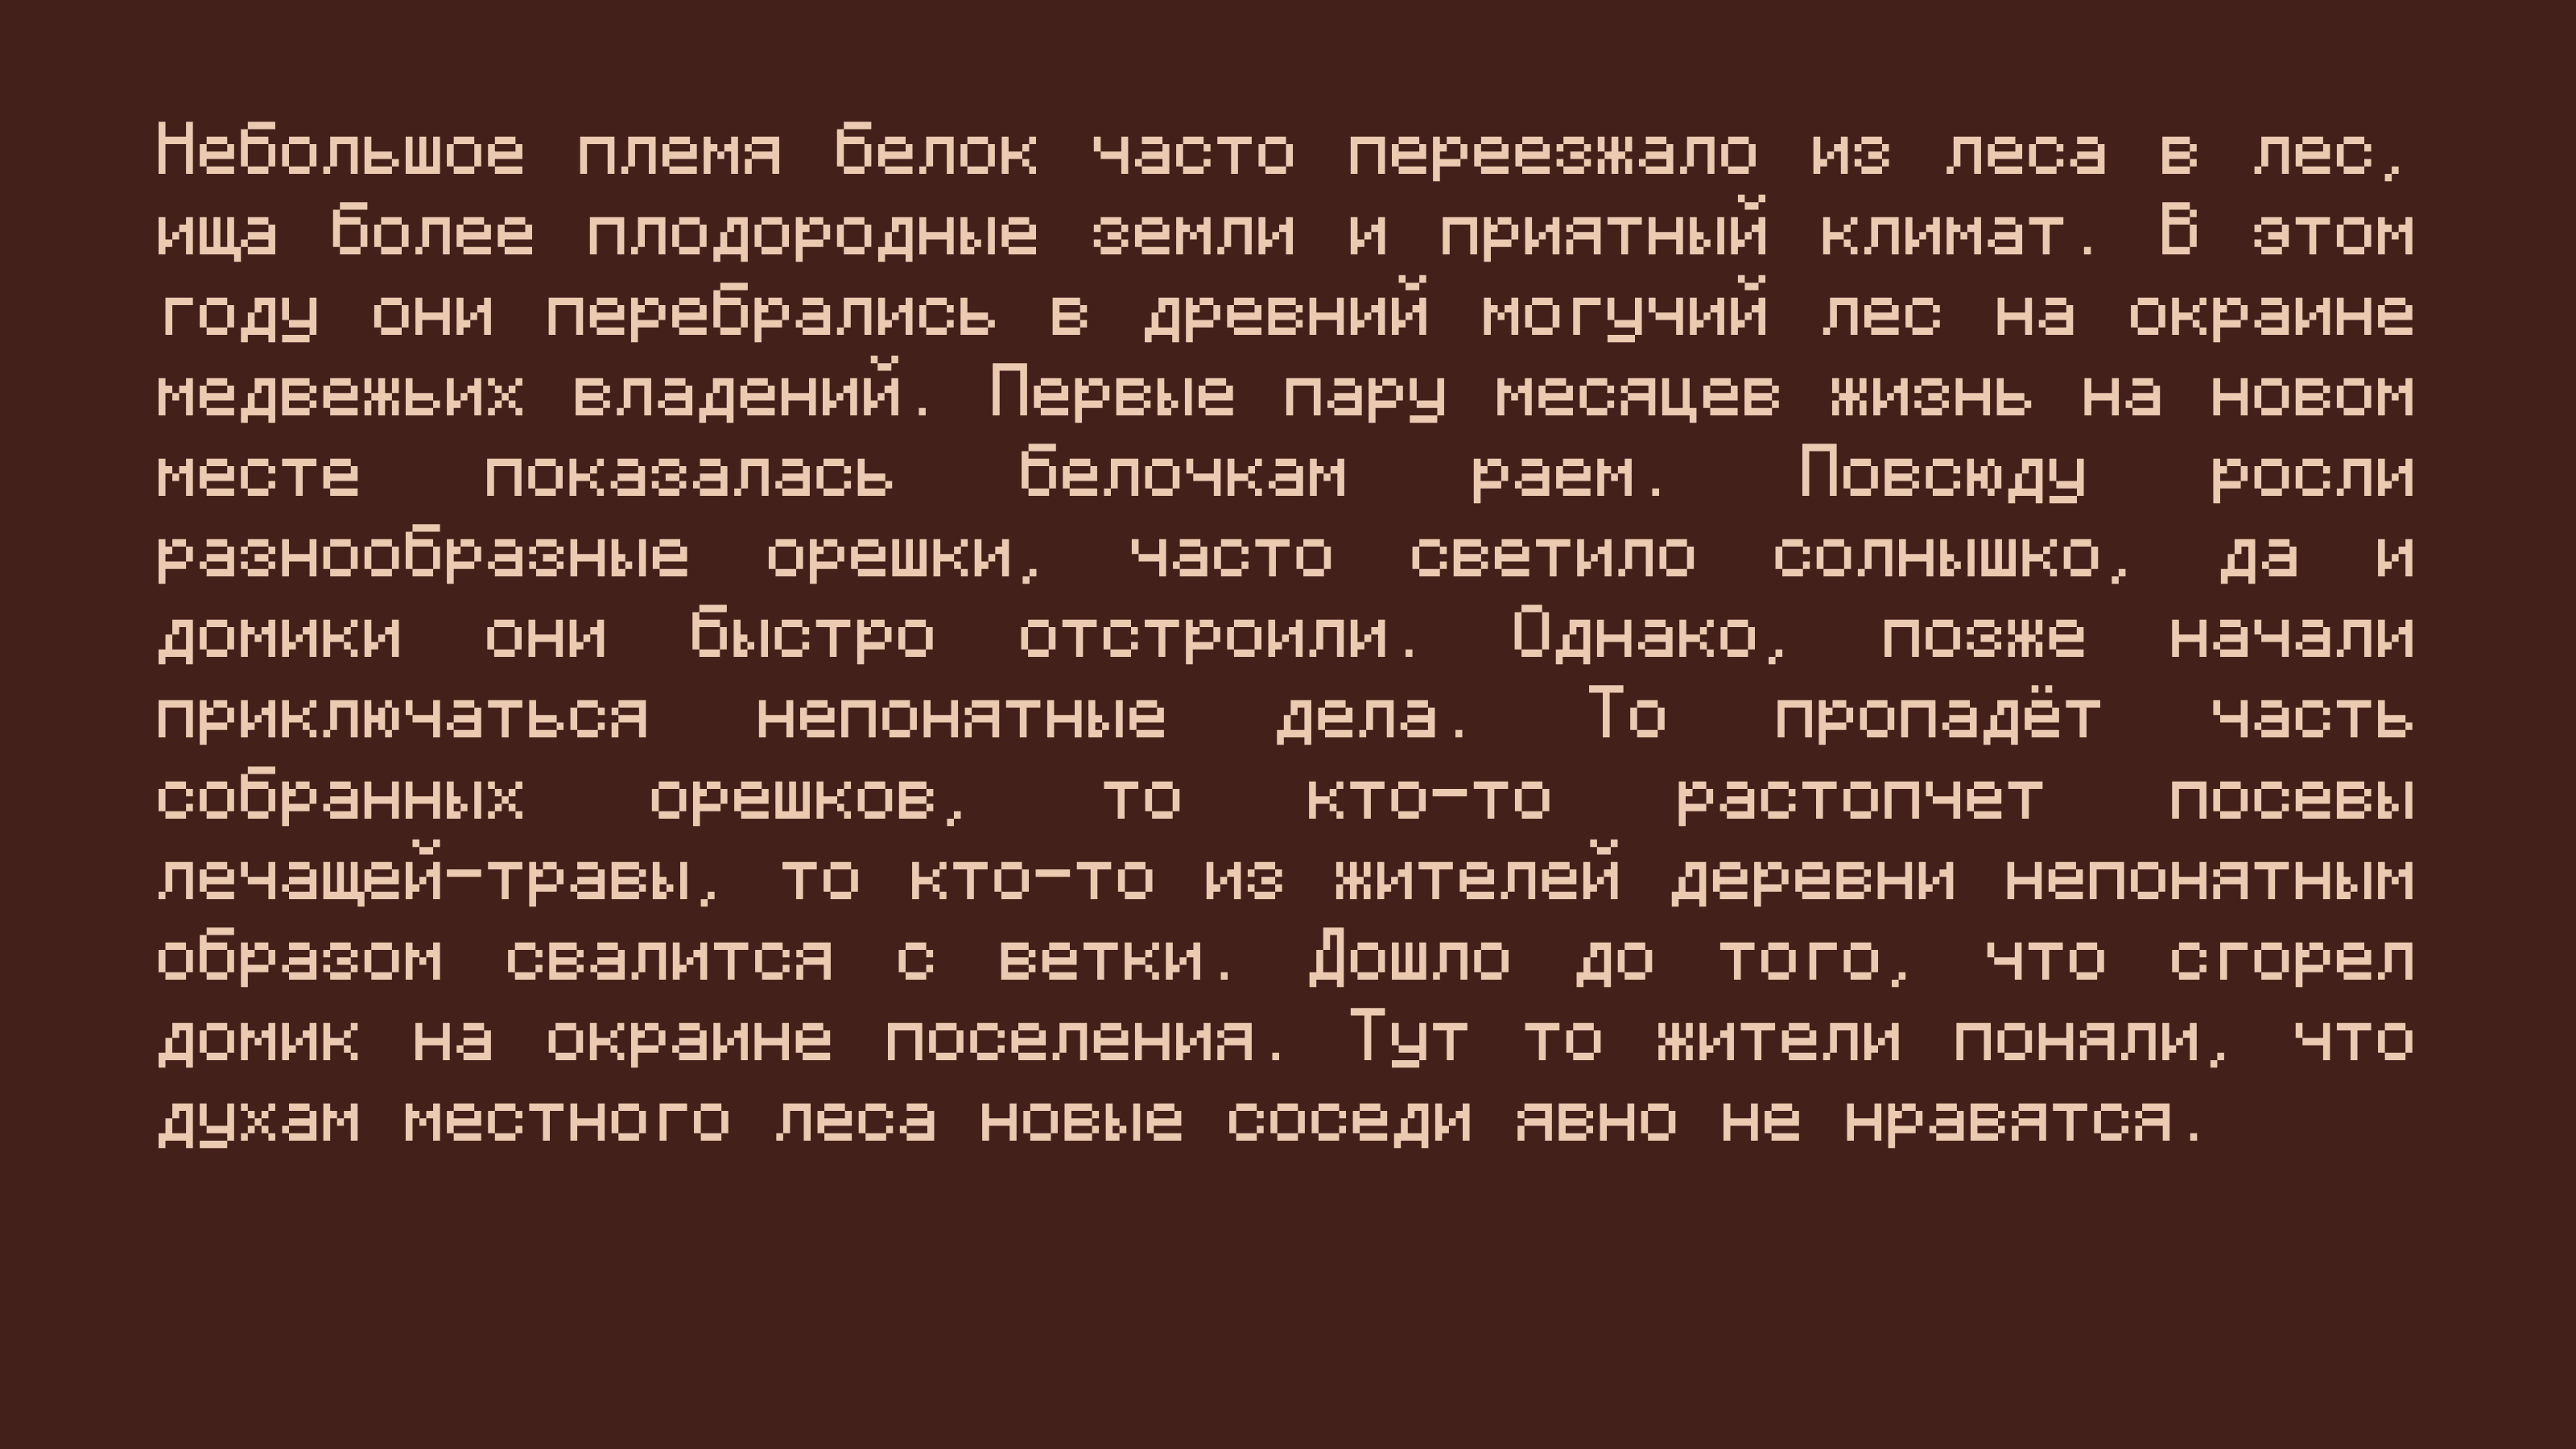 Небольшое племя белок часто переезжало из леса в лес,
ища более плодородные земли и приятный климат. В этом
году они перебрались в древний могучий лес на окраине
медвежьих владений. Первые пару месяцев жизнь на новом
месте показалась белочкам раем. Повсюду росли
разнообразные орешки, часто светило солнышко, да и
домики они быстро отстроили. Однако, позже начали
приключаться непонятные дела. То пропадёт часть
собранных орешков, то кто-то растопчет посевы
лечащей-травы, то кто-то из жителей деревни непонятным
образом свалится с ветки. Дошло до того, что сгорел
домик на окраине поселения. Тут то жители поняли, что
духам местного леса новые соседи явно не нравятся.